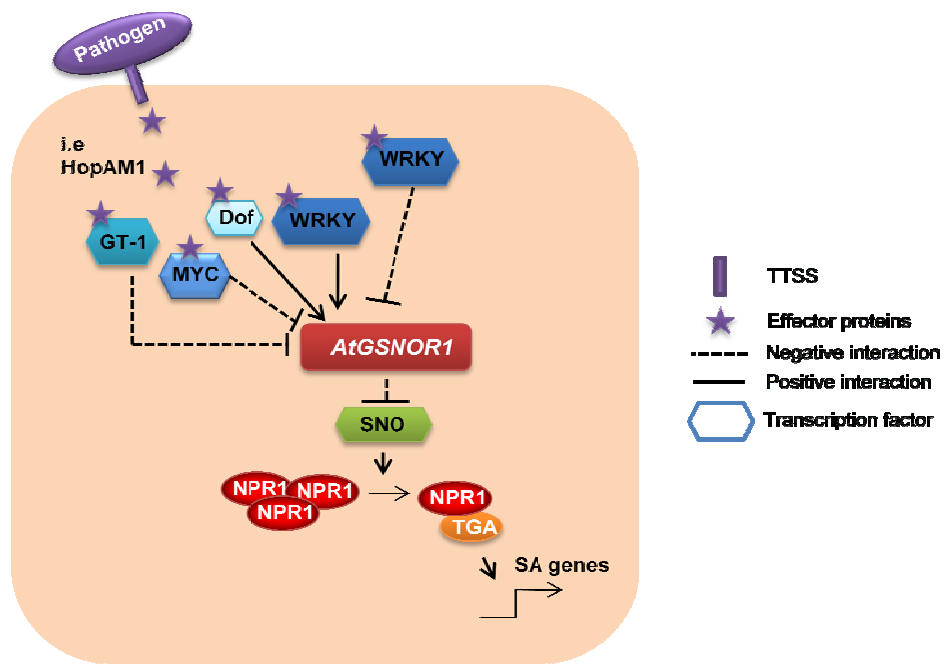 Pathogen
i.e
HopAM1
WRKY
Dof
WRKY
GT-1
MYC
AtGSNOR1
SNO
NPR1
NPR1
NPR1
NPR1
TGA
SA genes
TTSS
Effector proteins
Negative interaction
Positive interaction
Transcription factor